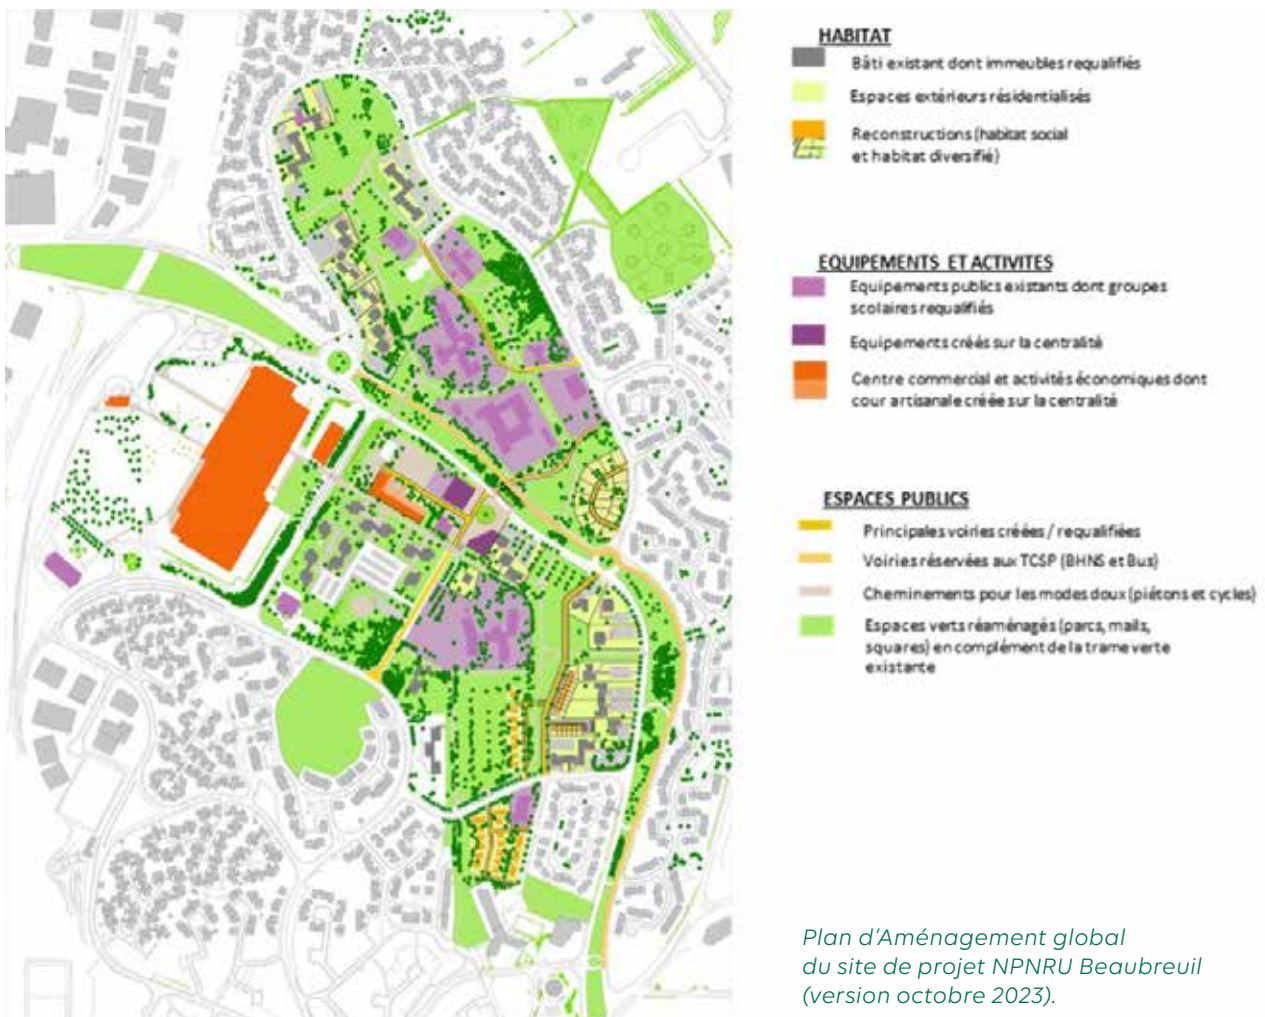 HABITAT
Bâti existant dont immeubles requalifiés
Espaces extérieurs résidentialisés
Reconstructions (habitat social
et habitat diversifié)
EQUIPEMENTS ET ACTIVITES
Equipements publics existants dont groupes
scolaires requalifiés
Equipements créés sur la centralité
Centre commercial et activités économiques dont
cour artisanale créée sur la centralité
ESPACES PUBLICS
Principales voiries créées / requalifiées
Voiries réservées aux TCSP (BHNS et Bus)
Cheminements pour les modes doux (piétons et cycles)
Espaces verts réaménagés (parcs, mails,
squares) en complément de la trame verte
existante
Plan d'Aménagement global
du site de projet NPNRU Beaubreuil
(version octobre 2023).